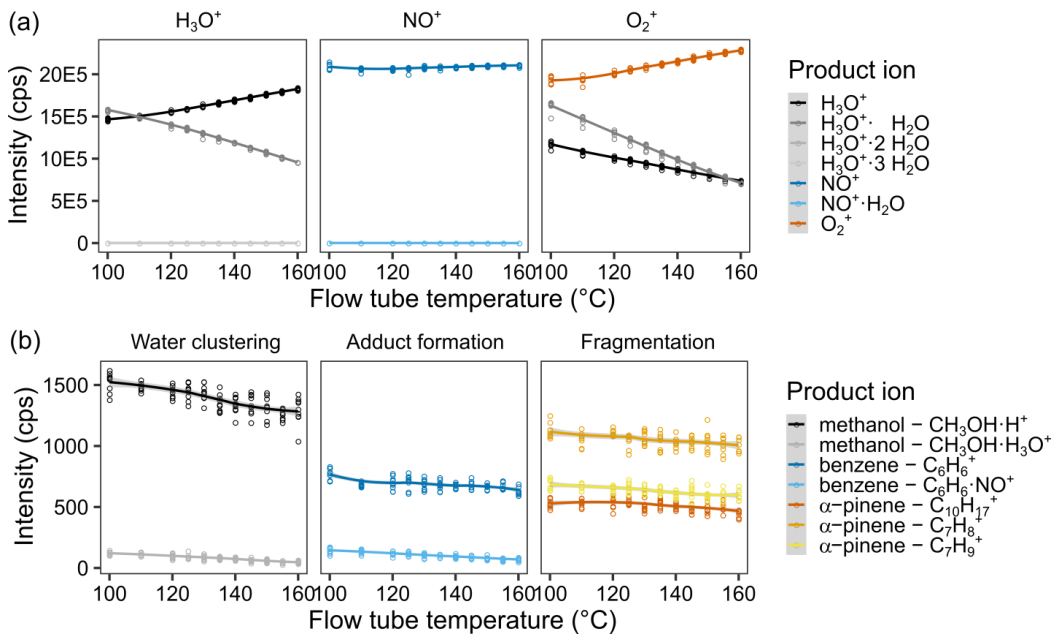 (a)
H₃O⁺ NO⁺ O₂⁺
Intensity (cps)
20E5
15E5
10E5
5E5
0
100 120 140 160 100 120 140 160 100 120 140 160
Flow tube temperature (°C)
Product ion
H₃O⁺
H₃O⁺· H₂O
H₃O⁺·2 H₂O
H₃O⁺·3 H₂O
NO⁺
NO⁺·H₂O
O₂⁺
(b)
Water clustering Adduct formation Fragmentation
Intensity (cps)
1500
1000
500
0
100 120 140 160 100 120 140 160 100 120 140 160
Flow tube temperature (°C)
Product ion
methanol – CH₃OH·H⁺
methanol – CH₃OH·H₃O⁺
benzene – C₆H₆⁺
benzene – C₆H₆·NO⁺
α-pinene – C₁₀H₁₇⁺
α-pinene – C₇H₈⁺
α-pinene – C₇H₉⁺